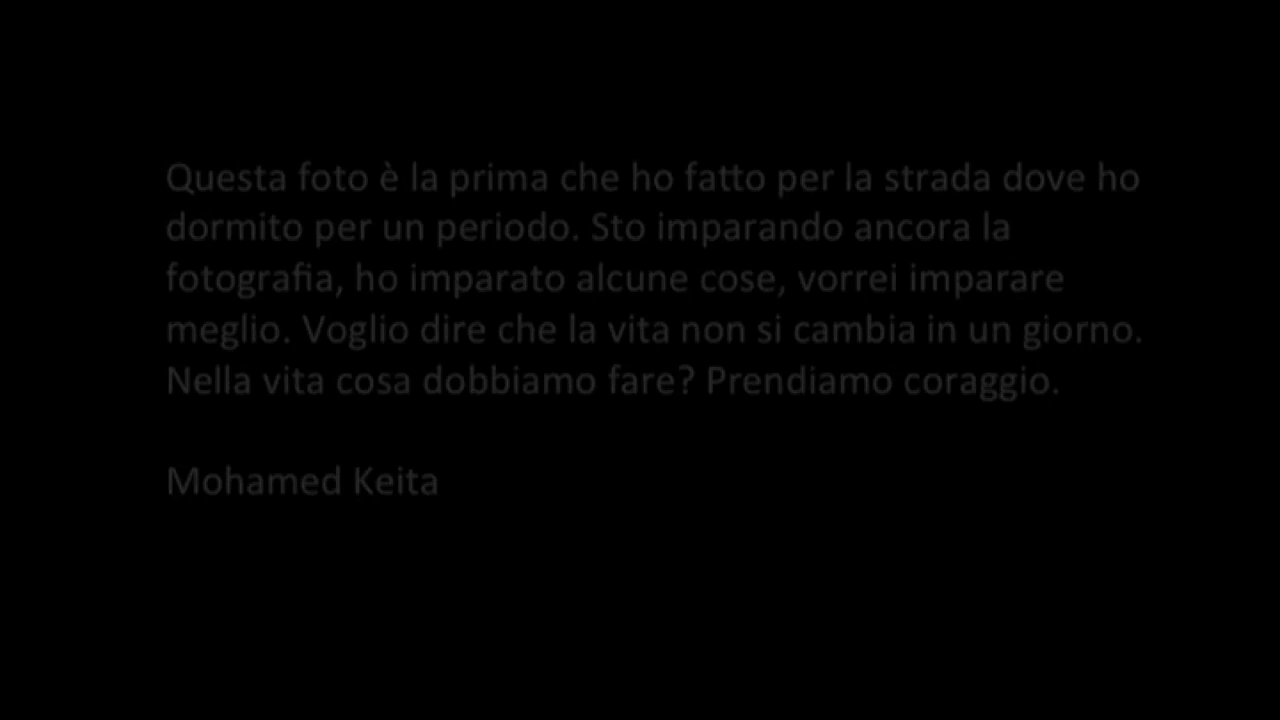 Questa foto è la prima che ho fatto per la strada dove ho
dormito per un periodo. Sto imparando ancora la
fotografia, ho imparato alcune cose, vorrei imparare
meglio. Voglio dire che la vita non si cambia in un giorno.
Nella vita cosa dobbiamo fare? Prendiamo coraggio.
Mohamed Keita